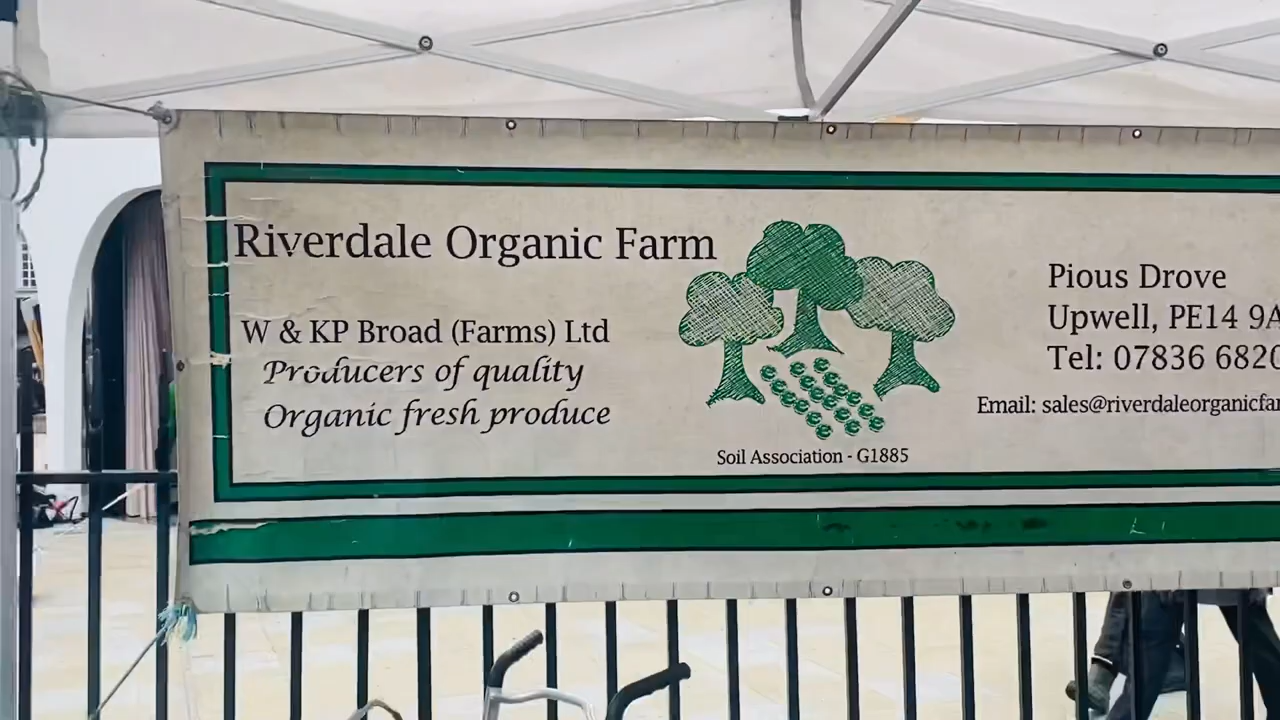 Riverdale Organic Farm
W & KP Broad (Farms) Ltd
Producers of quality
Organic fresh produce
Soil Association - G1885
Pious Drove
Upwell, PE14 9A
Tel: 07836 6820
Email: sales@riverdaleorganicfar